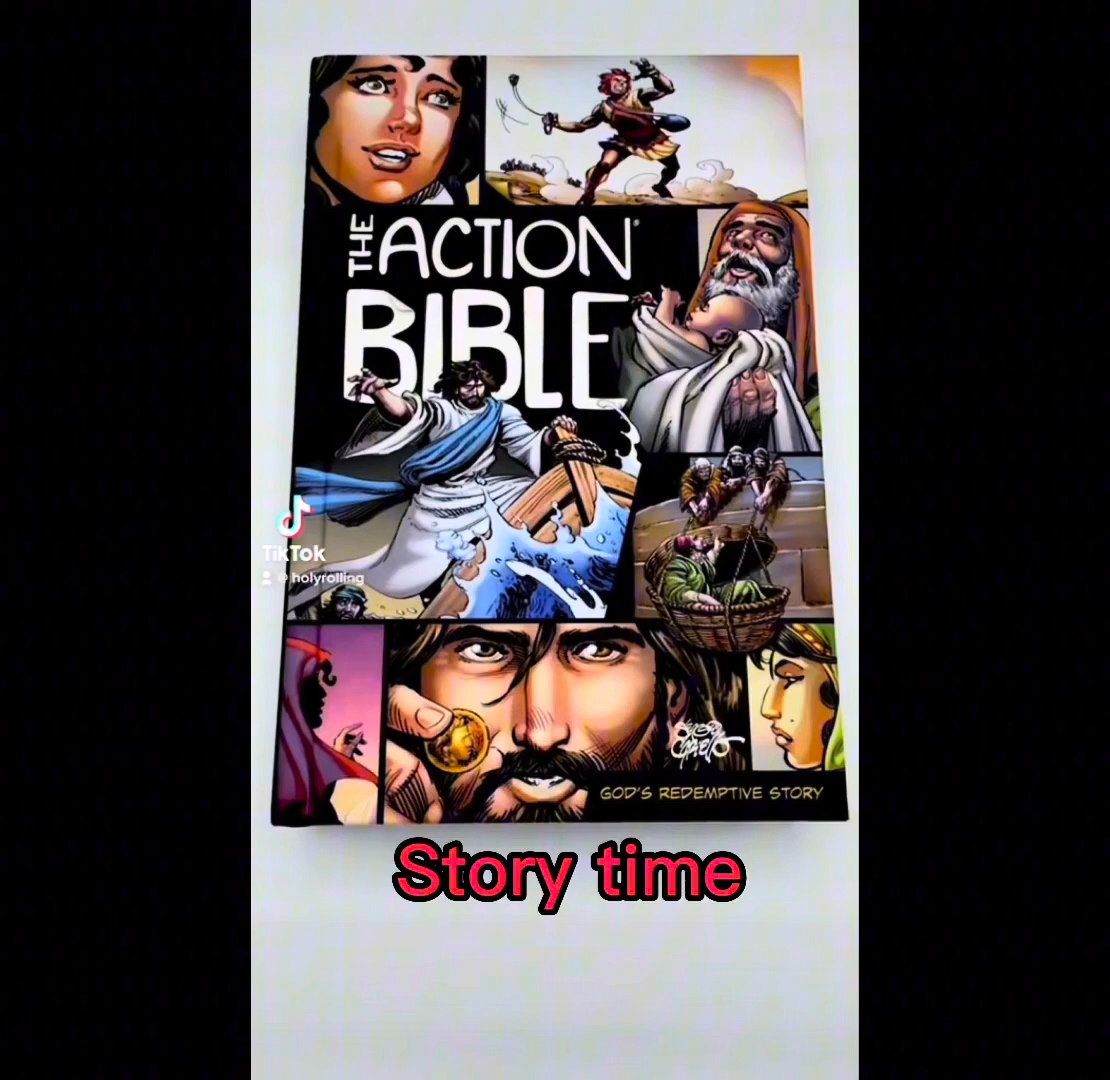 THE ACTION®
BIBLE
TikTok
@ holyrolling
GOD'S REDEMPTIVE STORY
Story time